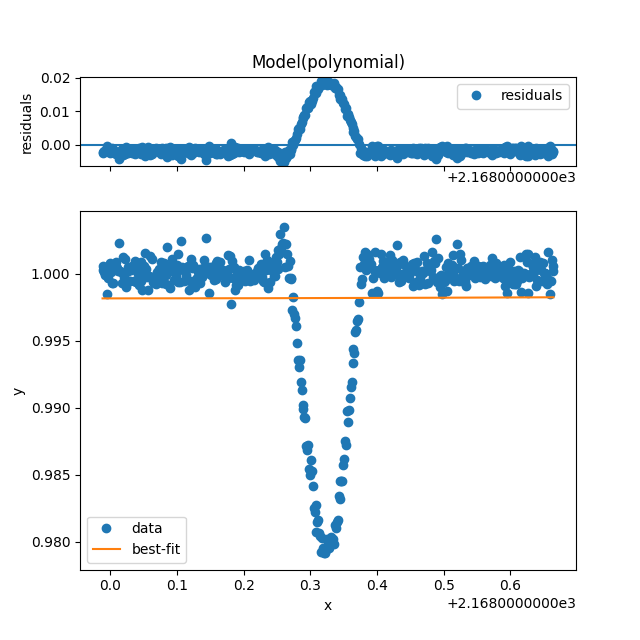 Model(polynomial)
0.02
0.01
0.00
residuals
residuals
+2.1680000000e3
1.000
0.995
0.990
0.985
0.980
y
data
best-fit
0.0 0.1 0.2 0.3 0.4 0.5 0.6
x
+2.1680000000e3